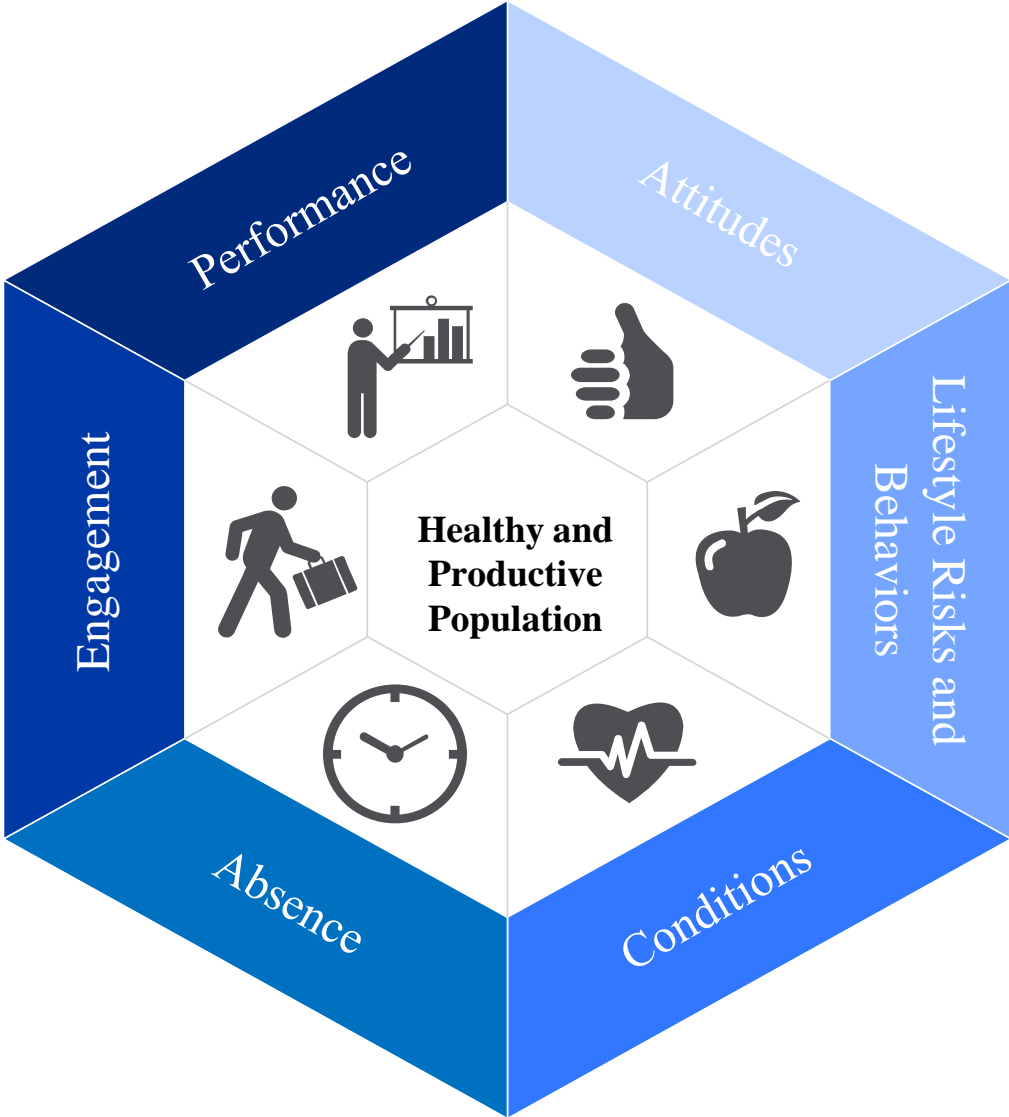 Performance
Attitudes
Lifestyle Risks and
Behaviors
Engagement
Healthy and
Productive
Population
Absence
Conditions